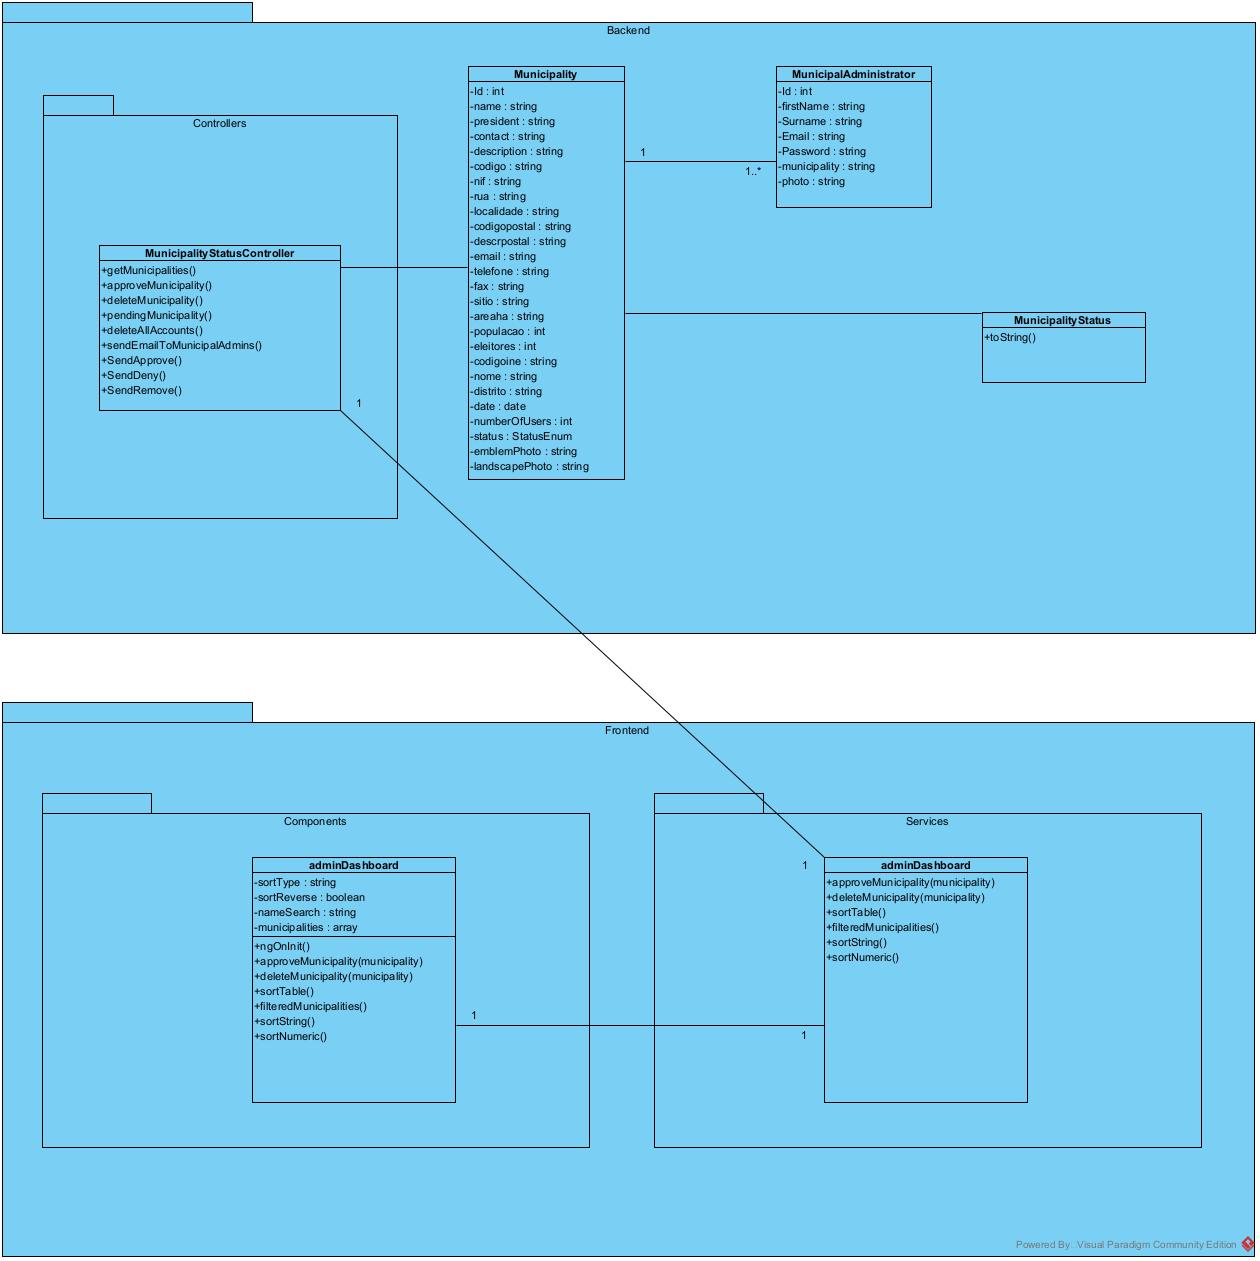 Backend
Controllers
MunicipalityStatusController
+getMunicipalities()
+approveMunicipality()
+deleteMunicipality()
+pendingMunicipality()
+deleteAllAccounts()
+sendEmailToMunicipalAdmins()
+SendApprove()
+SendDeny()
+SendRemove()
1
Municipality
-Id : int
-name : string
-president : string
-contact : string
-description : string
-codigo : string
-nif : string
-rua : string
-localidade : string
-codigopostal : string
-descrpostal : string
-email : string
-telefone : string
-fax : string
-sitio : string
-areaha : string
-populacao : int
-eleitores : int
-codigoine : string
-nome : string
-distrito : string
-date : date
-numberOfUsers : int
-status : StatusEnum
-emblemPhoto : string
-landscapePhoto : string
1
1..*
MunicipalAdministrator
-Id : int
-firstName : string
-Surname : string
-Email : string
-Password : string
-municipality : string
-photo : string
MunicipalityStatus
+toString()
Frontend
Components
adminDashboard
-sortType : string
-sortReverse : boolean
-nameSearch : string
-municipalities : array
+ngOnInit()
+approveMunicipality(municipality)
+deleteMunicipality(municipality)
+sortTable()
+filteredMunicipalities()
+sortString()
+sortNumeric()
1
1
Services
1
adminDashboard
+approveMunicipality(municipality)
+deleteMunicipality(municipality)
+sortTable()
+filteredMunicipalities()
+sortString()
+sortNumeric()
Powered By Visual Paradigm Community Edition